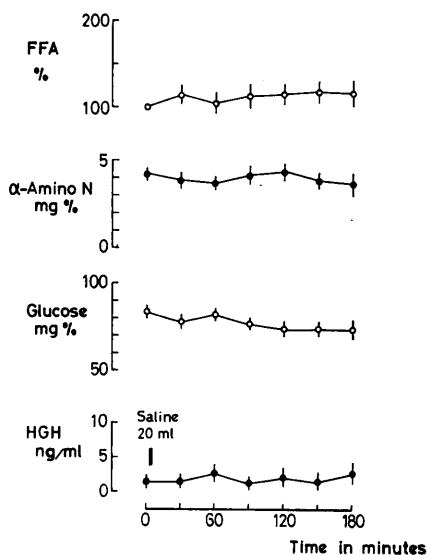 200
FFA
%
100
5
α-Amino N
mg %
0
100
Glucose
mg %
50
10
Saline
20 ml
HGH
ng/ml
5
0
0 60 120 180
Time in minutes